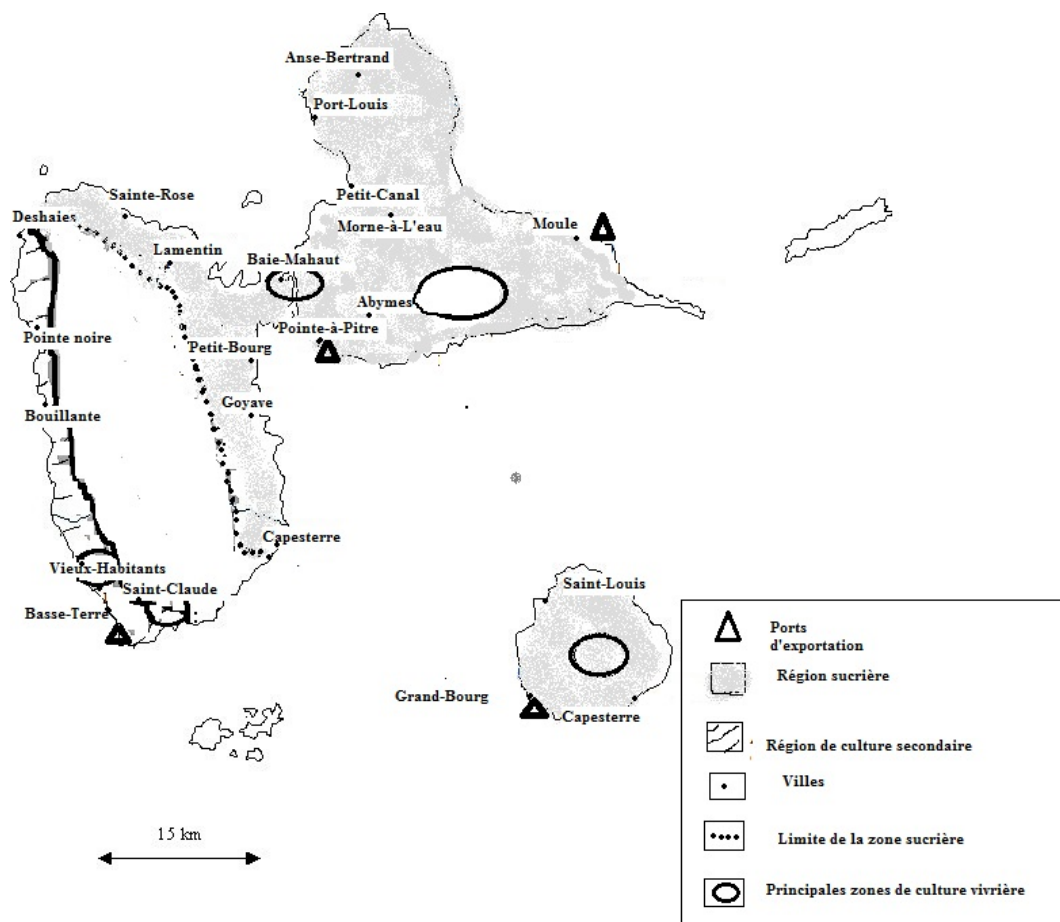 Anse-Bertrand
Port-Louis
Petit-Canal
Sainte-Rose
Deshaies
Morne-à-L'eau
Moule
Lamentin
Baie-Mahaut
Abymes
Pointe-à-Pitre
Pointe noire
Petit-Bourg
Bouillante
Goyave
Capesterre
Vieux-Habitants
Saint-Claude
Basse-Terre
Saint-Louis
Grand-Bourg
Capesterre
15 km
Ports
d'exportation
Région sucrière
Région de culture secondaire
Villes
Limite de la zone sucrière
Principales zones de culture vivrière